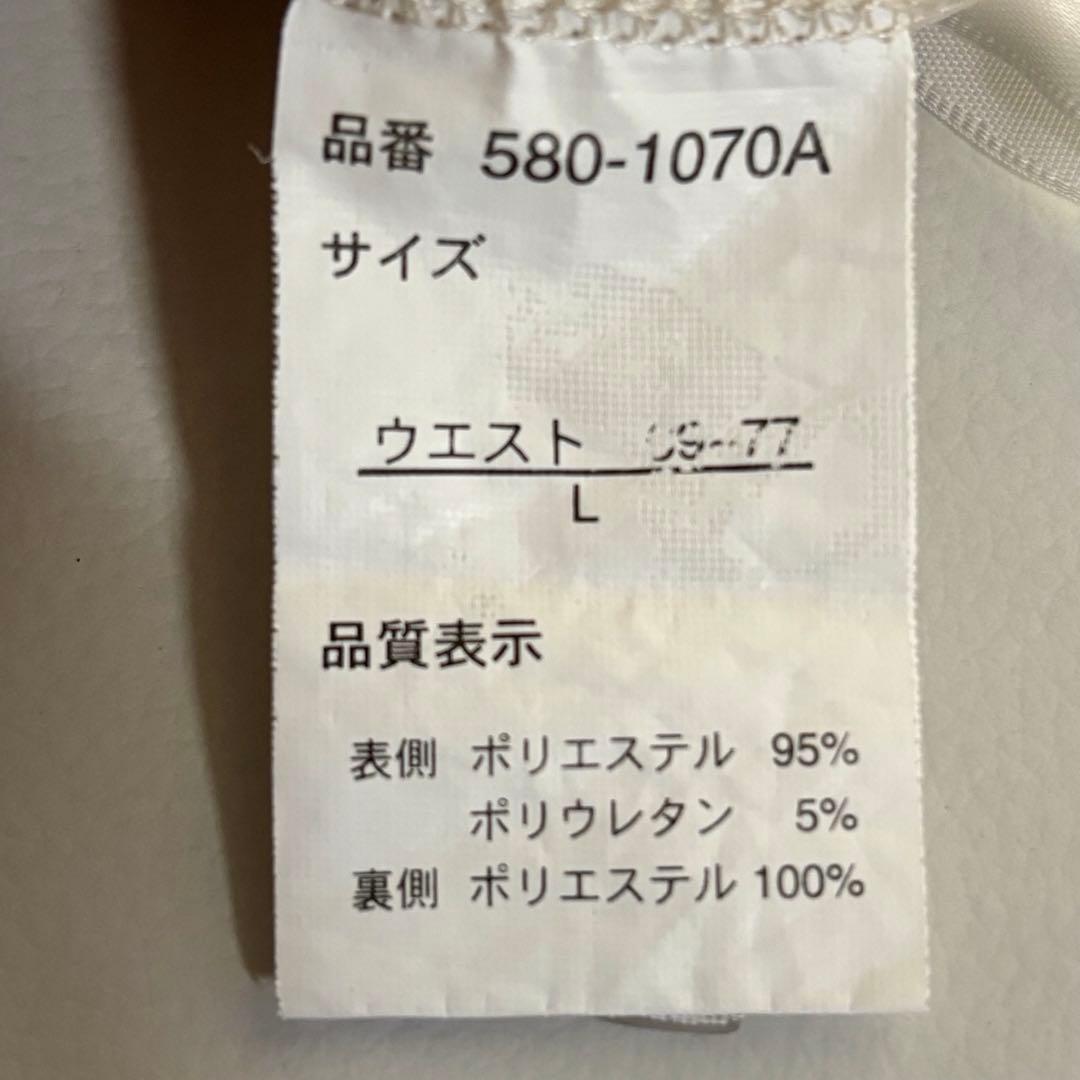 品番 580-1070A
サイズ
ウエスト
L
品質表示
表側 ポリエステル 95%
ポリウレタン 5%
裏側 ポリエステル 100%